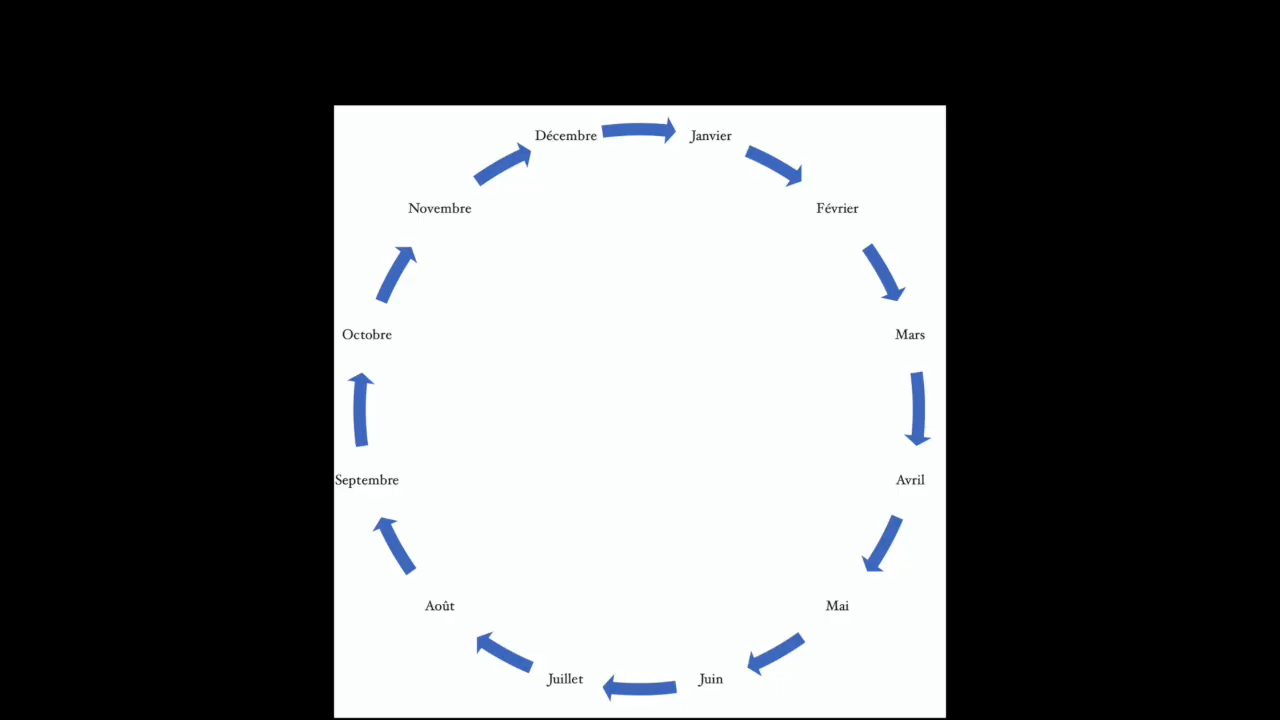 Janvier
Février
Mars
Avril
Mai
Juin
Juillet
Août
Septembre
Octobre
Novembre
Décembre